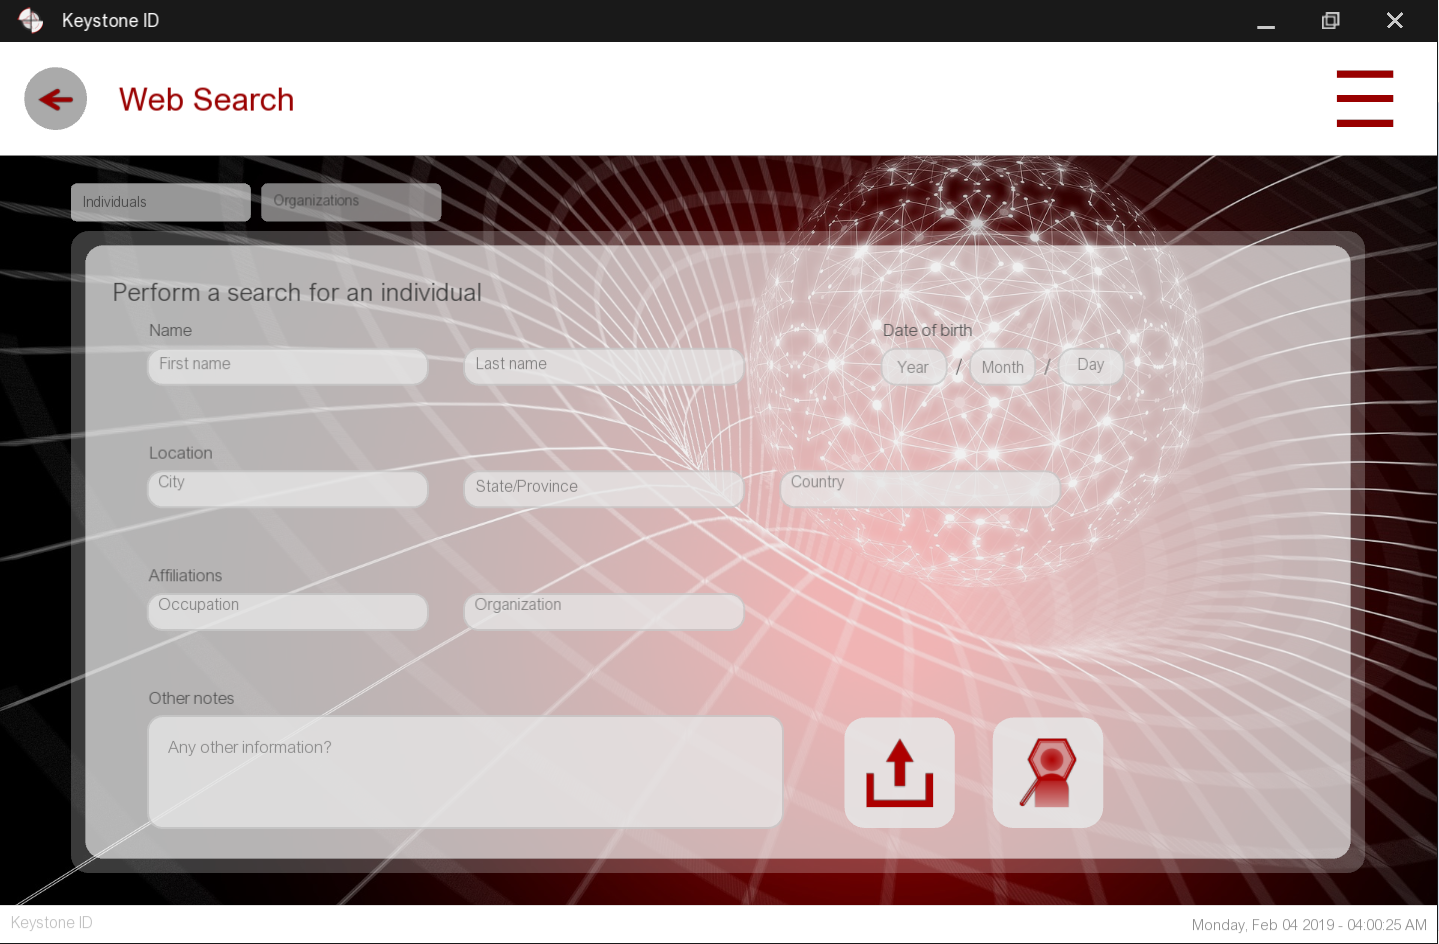 Keystone ID
Web Search
Individuals
Organizations
Perform a search for an individual
Name
Date of birth
First name
Last name
Year / Month / Day
Location
City
State/Province
Country
Affiliations
Occupation
Organization
Other notes
Any other information?
Keystone ID
Monday, Feb 04 2019 - 04:00:25 AM